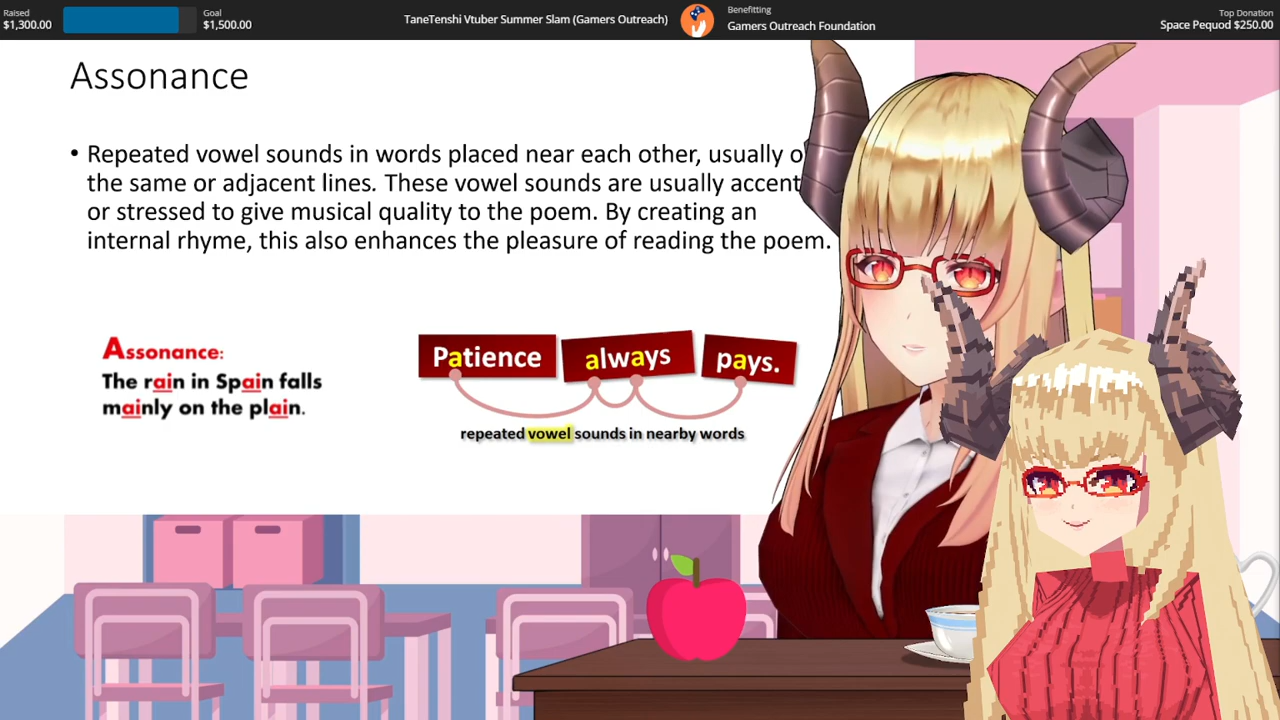 Raised
$1,300.00
Goal
$1,500.00
TaneTenshi Vtuber Summer Slam (Gamers Outreach)
Benefitting
Gamers Outreach Foundation
Top Donation
Space Pequod $250.00
Assonance
• Repeated vowel sounds in words placed near each other, usually
the same or adjacent lines. These vowel sounds are usually accent
or stressed to give musical quality to the poem. By creating an
internal rhyme, this also enhances the pleasure of reading the poem.
Assonance:
The rain in Spain falls
mainly on the plain.
Patience always pays.
repeated vowel sounds in nearby words